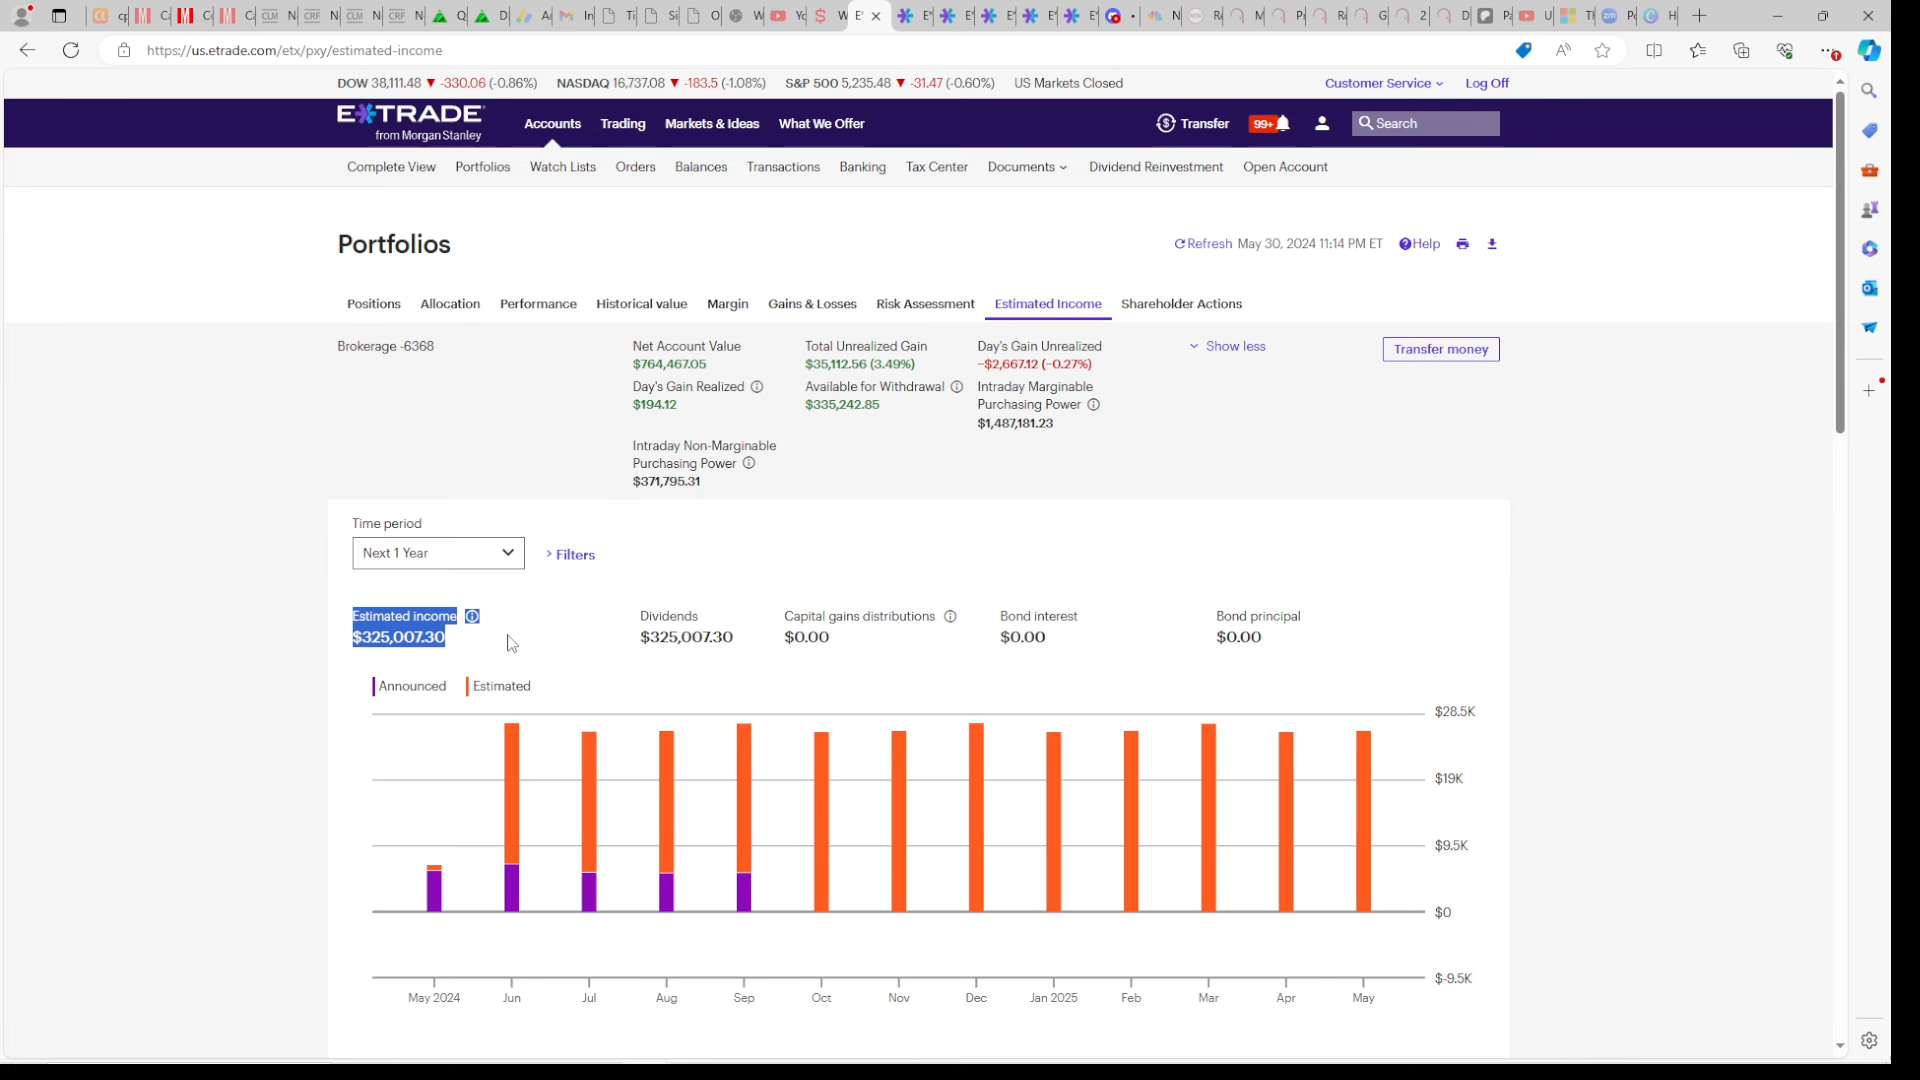 https://us.etrade.com/etx/pxy/estimated-income
DOW 38,111.48 ▼ -330.06 (-0.86%) NASDAQ 16,737.08 ▼ -183.5 (-1.08%) S&P 500 5,235.48 ▼ -31.47 (-0.60%) US Markets Closed Customer Service Log Off
E*TRADE
from Morgan Stanley
Accounts Trading Markets & Ideas What We Offer Transfer 99+ Search
Complete View Portfolios Watch Lists Orders Balances Transactions Banking Tax Center Documents Dividend Reinvestment Open Account
Portfolios
Refresh May 30, 2024 11:14 PM ET Help
Positions Allocation Performance Historical value Margin Gains & Losses Risk Assessment Estimated Income Shareholder Actions
Brokerage -6368 Net Account Value Total Unrealized Gain Day's Gain Unrealized Show less Transfer money
$764,467.05 $35,112.56 (3.49%) −$2,667.12 (−0.27%)
Day's Gain Realized Available for Withdrawal Intraday Marginable
$194.12 $335,242.85 Purchasing Power
$1,487,181.23
Intraday Non-Marginable
Purchasing Power
$371,795.31
Time period
Next 1 Year Filters
Estimated income Dividends Capital gains distributions Bond interest Bond principal
$325,007.30 $325,007.30 $0.00 $0.00 $0.00
Announced Estimated
$28.5K
$19K
$9.5K
$0
$-9.5K
May 2024 Jun Jul Aug Sep Oct Nov Dec Jan 2025 Feb Mar Apr May